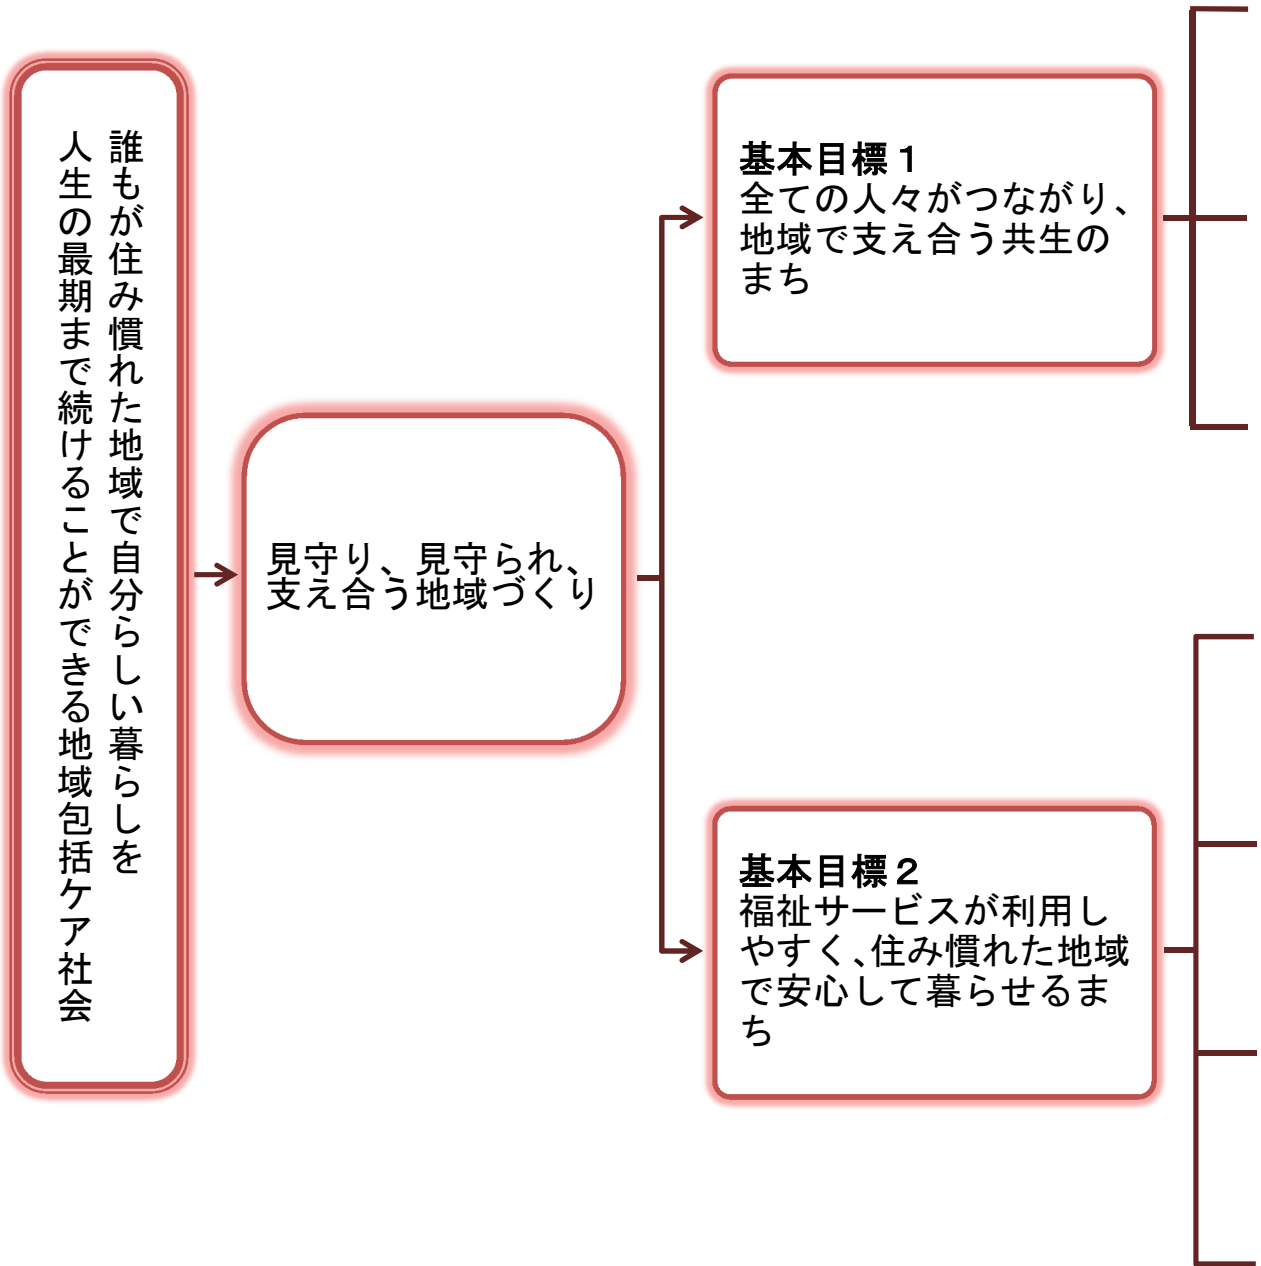 誰もが住み慣れた地域で自分らしい暮らしを
人生の最期まで続けることができる地域包括ケア社会
見守り、見守られ、
支え合う地域づくり
基本目標１
全ての人々がつながり、
地域で支え合う共生の
まち
基本目標２
福祉サービスが利用し
やすく、住み慣れた地域
で安心して暮らせるま
ち